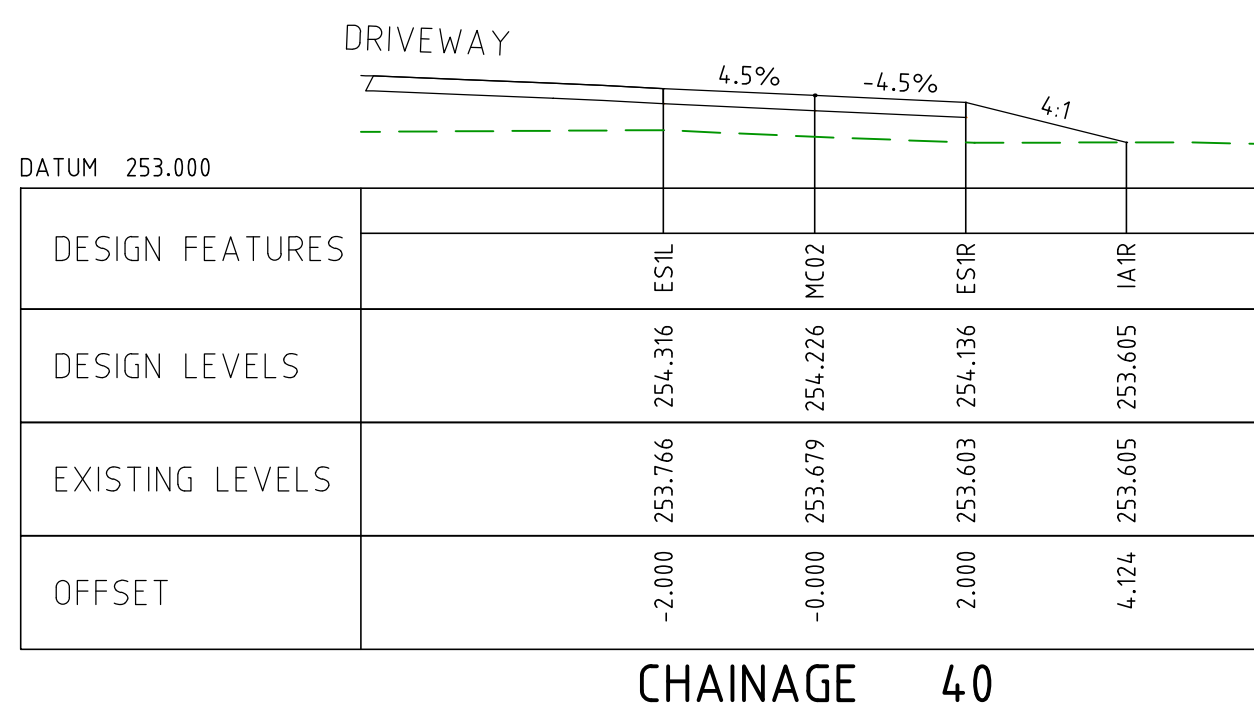 DRIVEWAY
4.5% -4.5% 4:1
DATUM 253.000
DESIGN FEATURES ES1L MC02 ES1R IA1R
DESIGN LEVELS 254.316 254.226 254.136 253.605
EXISTING LEVELS 253.766 253.679 253.603 253.605
OFFSET -2.000 -0.000 2.000 4.124
CHAINAGE 40